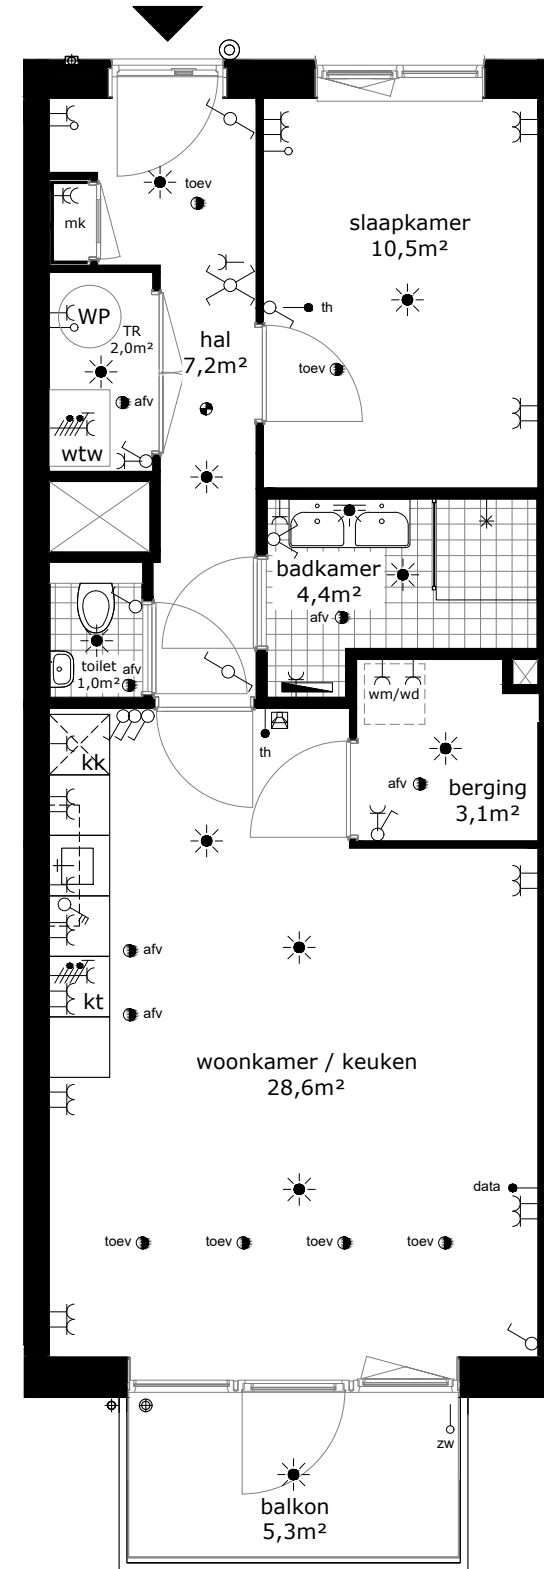 toev
mk
slaapkamer
10,5m²
WP
TR
2,0m²
th
hal
7,2m²
toev
afv
wtw
badkamer
4,4m²
afv
toilet
1,0m²
afv
wm/wd
th
kk
afv
berging
3,1m²
afv
kt
afv
woonkamer / keuken
28,6m²
data
toev
toev
toev
toev
zw
balkon
5,3m²